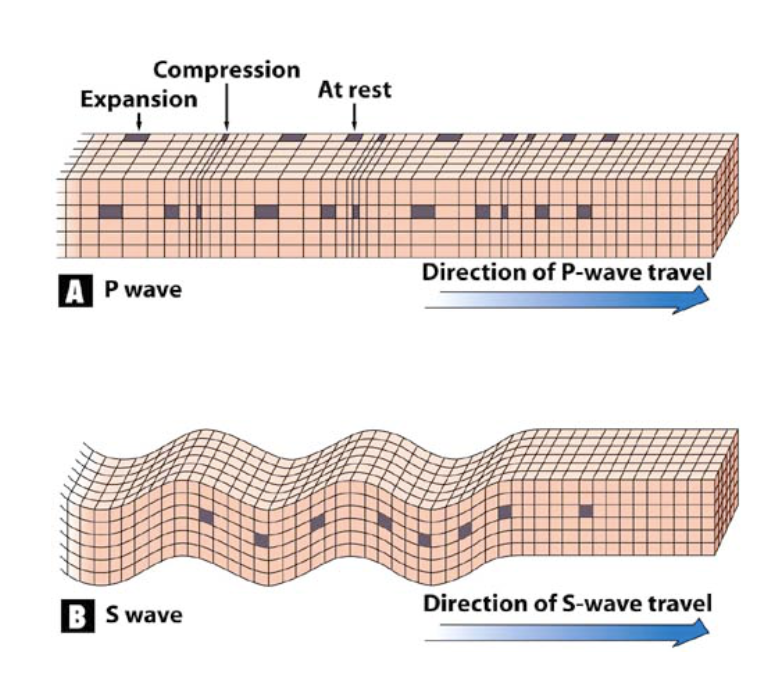 Compression
Expansion
At rest
Direction of P-wave travel
A P wave
Direction of S-wave travel
B S wave